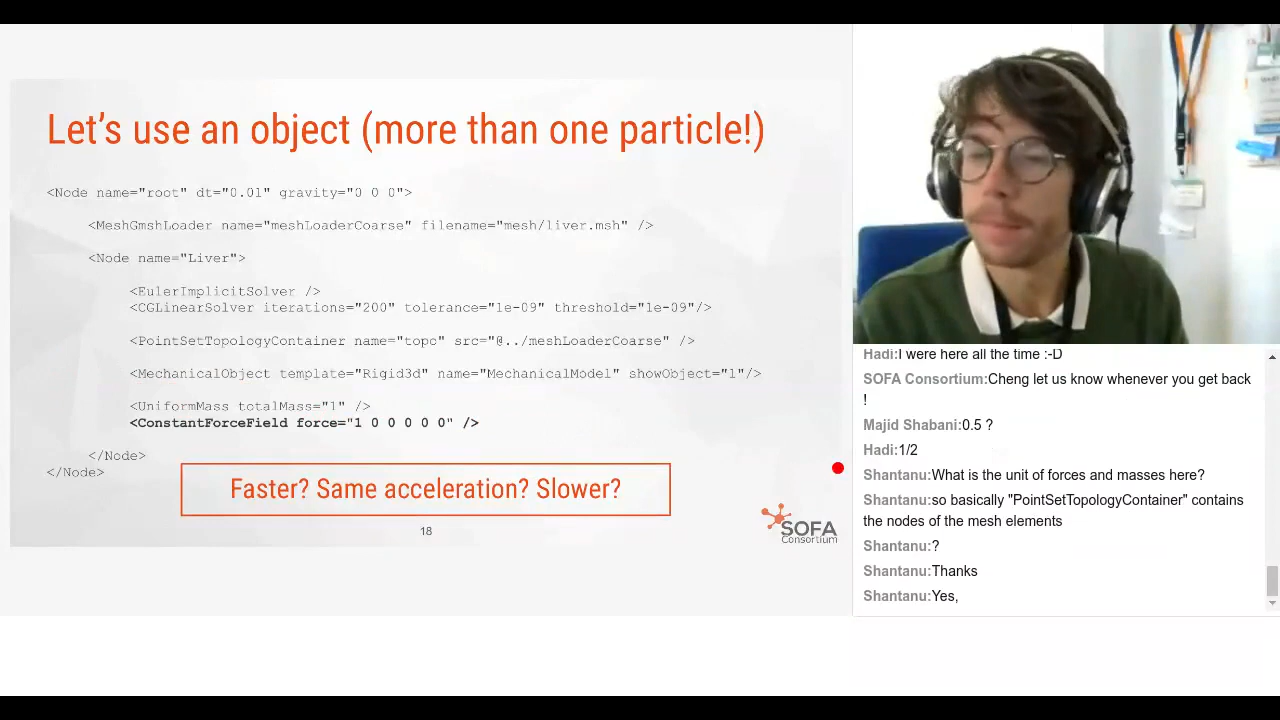 Let's use an object (more than one particle!)
<Node name="root" dt="0.01" gravity="0 0 0">
<MeshGmshLoader name="meshLoaderCoarse" filename="mesh/liver.msh" />
<Node name="Liver">
<EulerImplicitSolver />
<CGLinearSolver iterations="200" tolerance="1e-09" threshold="1e-09"/>
<PointSetTopologyContainer name="topo" src="@../meshLoaderCoarse" />
<MechanicalObject template="Rigid3d" name="MechanicalModel" showObject="1"/>
<UniformMass totalMass="1" />
<ConstantForceField force="1 0 0 0 0 0" />
</Node>
</Node>
Faster? Same acceleration? Slower?
18
SOFA
Consortium
Hadi:I were here all the time :-D
SOFA Consortium:Cheng let us know whenever you get back
!
Majid Shabani:0.5 ?
Hadi:1/2
Shantanu:What is the unit of forces and masses here?
Shantanu:so basically "PointSetTopologyContainer" contains
the nodes of the mesh elements
Shantanu:?
Shantanu:Thanks
Shantanu:Yes,